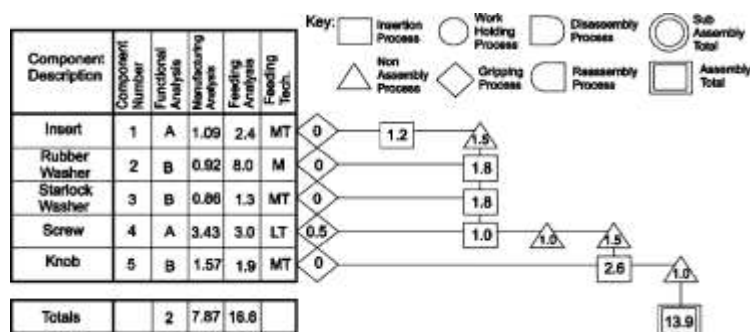 Key:
Insertion
Process
Work
Holding
Process
Disassembly
Process
Sub
Assembly
Total
Non
Assembly
Process
Gripping
Process
Reassembly
Process
Assembly
Total
Component
Description
Component
Number
Functional
Analysis
Manufacturing
Analysis
Feeding
Analysis
Feeding
Tech.
Insert 1 A 1.09 2.4 MT 0 1.2 1.5
Rubber
Washer 2 B 0.92 8.0 M 0 1.8
Starlock
Washer 3 B 0.86 1.3 MT 0 1.8
Screw 4 A 3.43 3.0 LT 0.5 1.0 1.0 1.5
Knob 5 B 1.57 1.9 MT 0 2.6 1.0
Totals 2 7.87 16.6 13.9